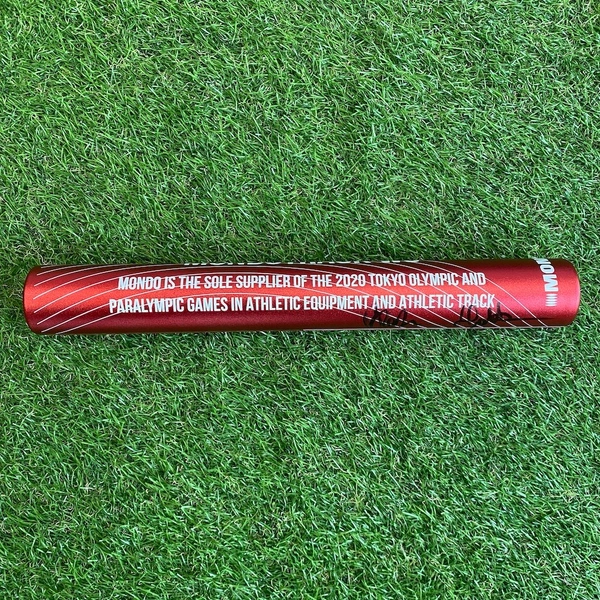 MONDO IS THE SOLE SUPPLIER OF THE 2020 TOKYO OLYMPIC AND
PARALYMPIC GAMES IN ATHLETIC EQUIPMENT AND ATHLETIC TRACK